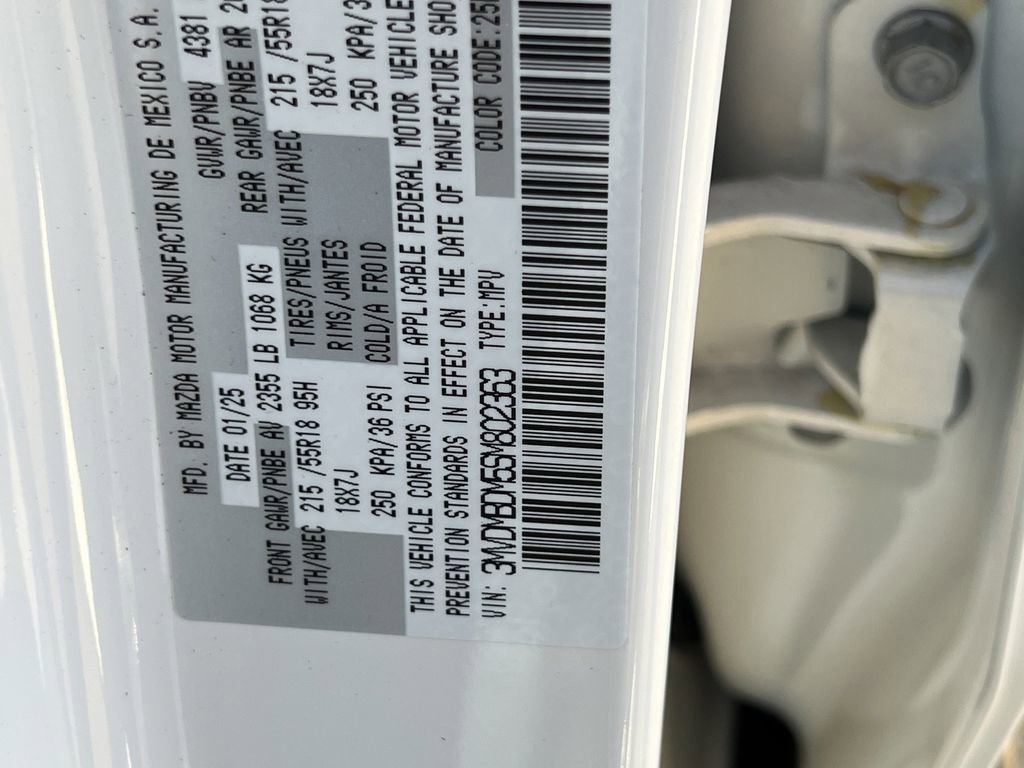 MFD. BY MAZDA MOTOR MANUFACTURING DE MEXICO S.A.
DATE 01/25 GVWR/PNBV 4381
FRONT GAWR/PNBE AV 2355 LB 1068 KG REAR GAWR/PNBE AR
WITH/AVEC 215 /55R18 95H TIRES/PNEUS WITH/AVEC 215 /55R18
18X7J RIMS/JANTES 18X7J
250 KPA/36 PSI COLD/A FROID 250 KPA/3
THIS VEHICLE CONFORMS TO ALL APPLICABLE FEDERAL MOTOR VEHICLE
PREVENTION STANDARDS IN EFFECT ON THE DATE OF MANUFACTURE SHO
VIN: 3MVDMBDM5SM802363 TYPE:MPV COLOR CODE:25